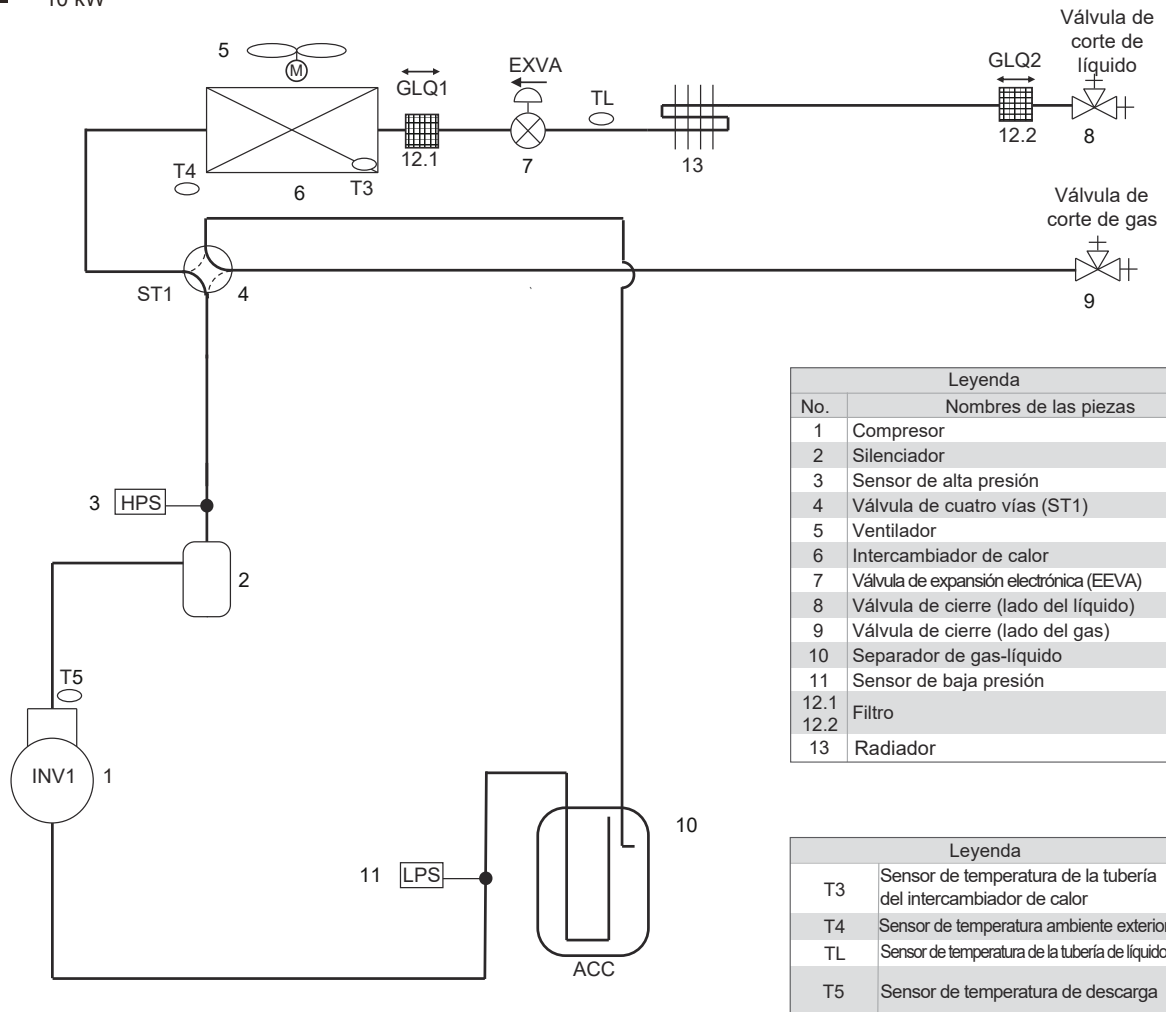 10 kW
Válvula de
corte de
líquido
5
M
GLQ1
EXVA
TL
GLQ2
12.1
7
13
12.2
8
T4
6
T3
Válvula de
corte de gas
ST1
4
9
3 HPS
2
T5
INV1 1
10
11 LPS
ACC
Leyenda
No. Nombres de las piezas
1 Compresor
2 Silenciador
3 Sensor de alta presión
4 Válvula de cuatro vías (ST1)
5 Ventilador
6 Intercambiador de calor
7 Válvula de expansión electrónica (EEVA)
8 Válvula de cierre (lado del líquido)
9 Válvula de cierre (lado del gas)
10 Separador de gas-líquido
11 Sensor de baja presión
12.1
12.2 Filtro
13 Radiador
Leyenda
T3 Sensor de temperatura de la tubería
del intercambiador de calor
T4 Sensor de temperatura ambiente exterior
TL Sensor de temperatura de la tubería de líquido
T5 Sensor de temperatura de descarga